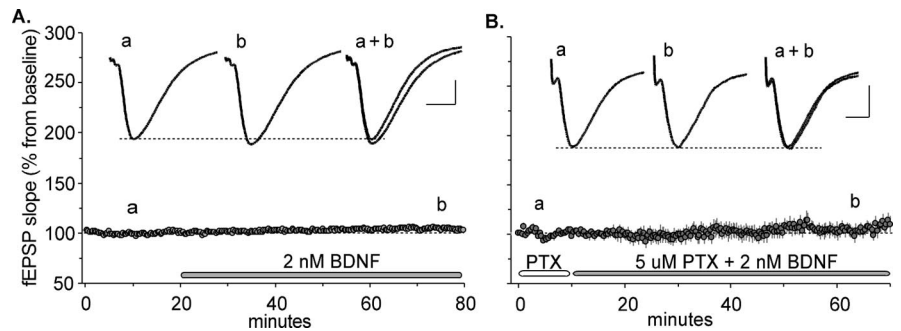 A.
B.
300
250
200
150
100
50
fEPSP slope (% from baseline)
a
b
a + b
a
b
2 nM BDNF
0
20
40
60
80
minutes
a
b
a + b
a
b
PTX
5 uM PTX + 2 nM BDNF
0
20
40
60
minutes